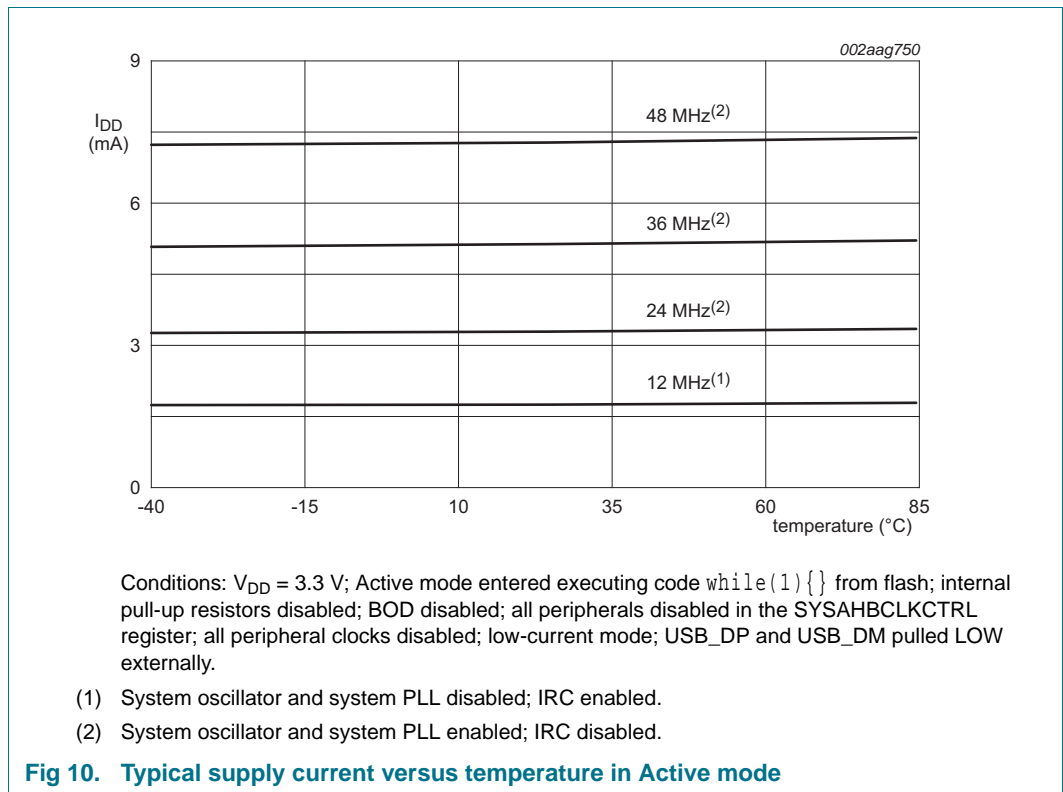 002aag750
9
I_DD
(mA)
48 MHz(2)
6
36 MHz(2)
24 MHz(2)
3
12 MHz(1)
0
-40 -15 10 35 60 85
temperature (°C)
Conditions: V_DD = 3.3 V; Active mode entered executing code while(1){} from flash; internal
pull-up resistors disabled; BOD disabled; all peripherals disabled in the SYSAHBCLKCTRL
register; all peripheral clocks disabled; low-current mode; USB_DP and USB_DM pulled LOW
externally.
(1) System oscillator and system PLL disabled; IRC enabled.
(2) System oscillator and system PLL enabled; IRC disabled.
Fig 10. Typical supply current versus temperature in Active mode